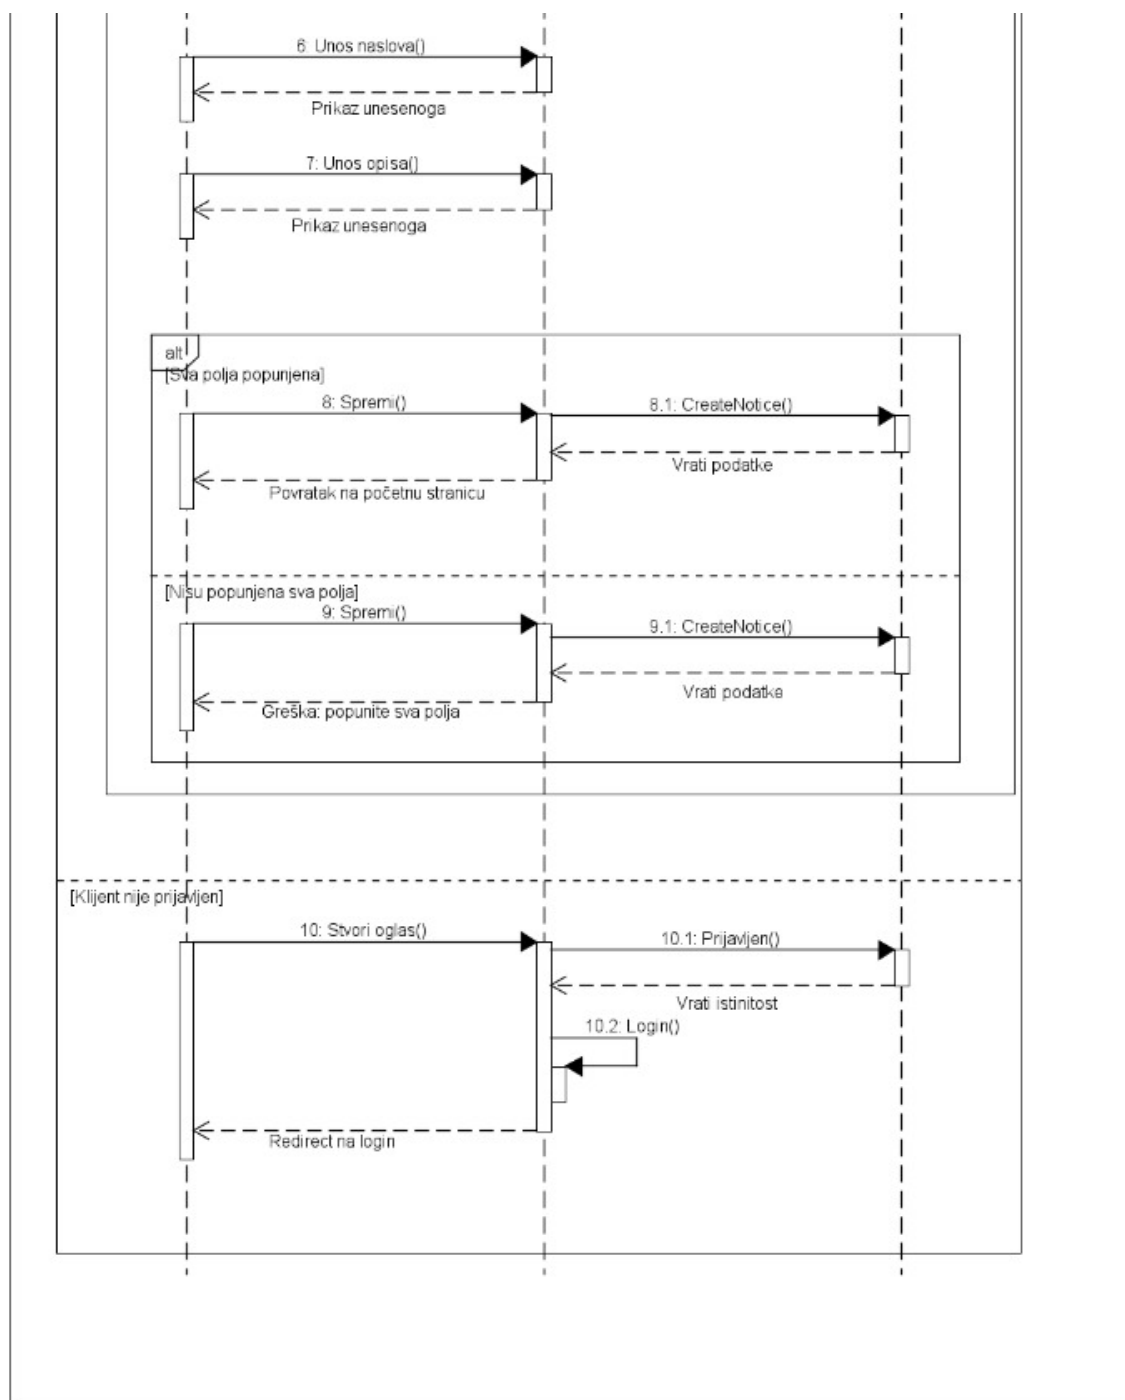 6: Unos naslova()
Prikaz unesenoga
7: Unos opisa()
Prikaz unesenoga
alt
[Sva polja popunjena]
8: Spremi()
8.1: CreateNotice()
Vrati podatke
Povratak na početnu stranicu
[Nisu popunjena sva polja]
9: Spremi()
9.1: CreateNotice()
Vrati podatke
Greška: popunite sva polja
[Klijent nije prijavljen]
10: Stvori oglas()
10.1: Prijavljen()
Vrati istinitost
10.2: Login()
Redirect na login